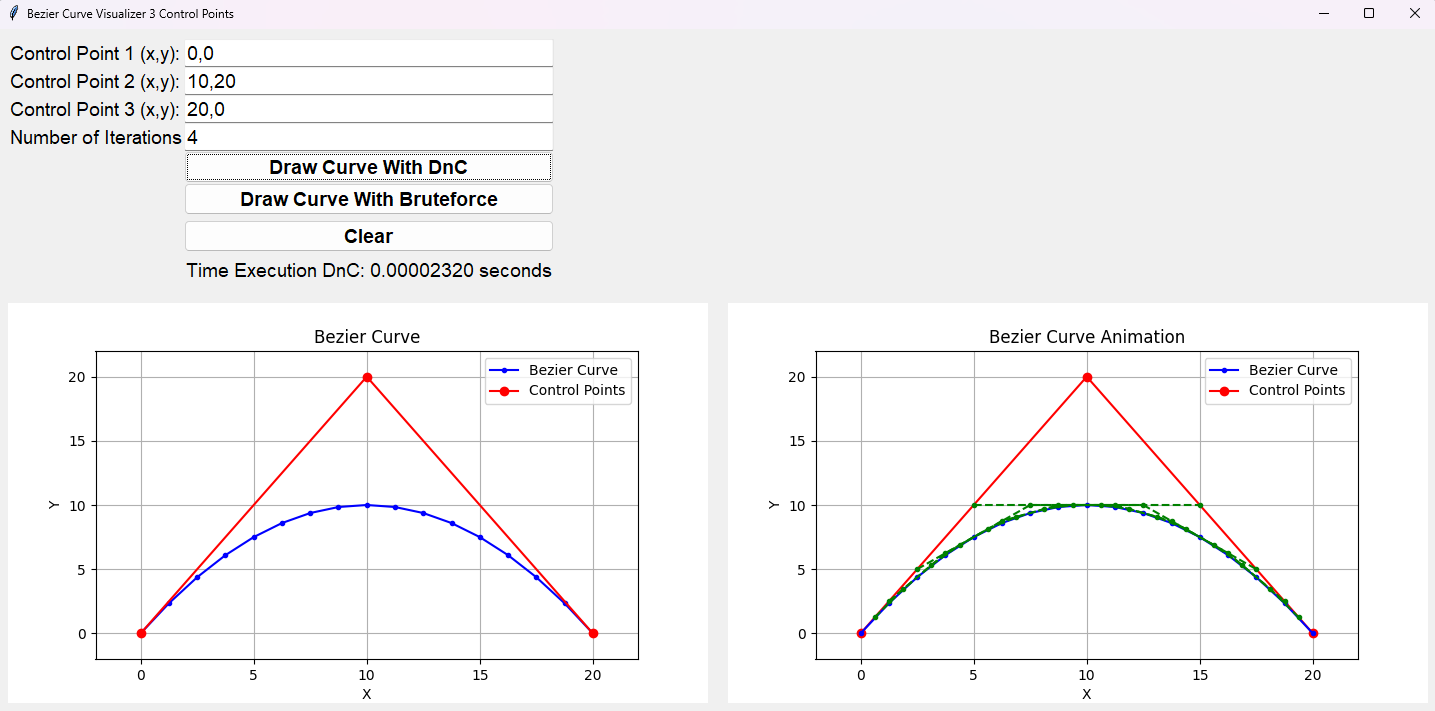 Bezier Curve Visualizer 3 Control Points
Control Point 1 (x,y): 0,0
Control Point 2 (x,y): 10,20
Control Point 3 (x,y): 20,0
Number of Iterations 4
Draw Curve With DnC
Draw Curve With Bruteforce
Clear
Time Execution DnC: 0.00002320 seconds
Bezier Curve
Bezier Curve
Control Points
20
15
10
5
0
Y
0 5 10 15 20
X
Bezier Curve Animation
Bezier Curve
Control Points
20
15
10
5
0
Y
0 5 10 15 20
X